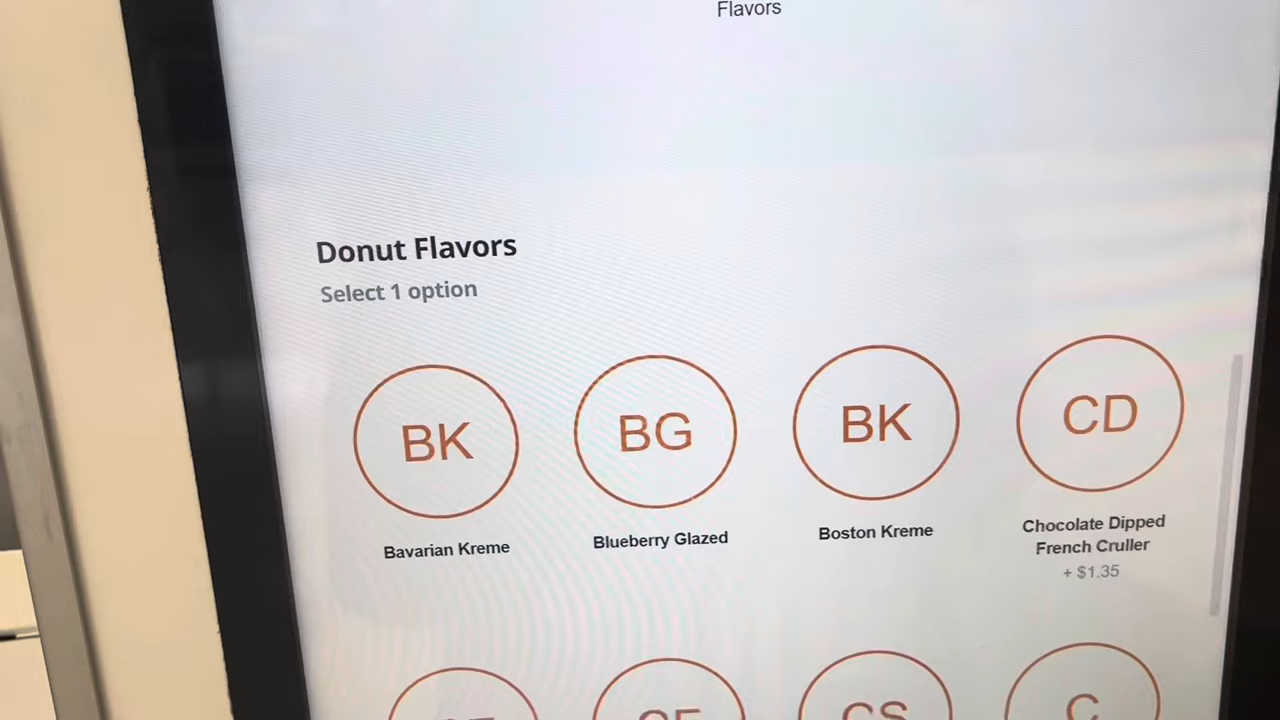 Flavors
Donut Flavors
Select 1 option
BK
BG
BK
CD
Bavarian Kreme
Blueberry Glazed
Boston Kreme
Chocolate Dipped
French Cruller
+ $1.35
CS
C